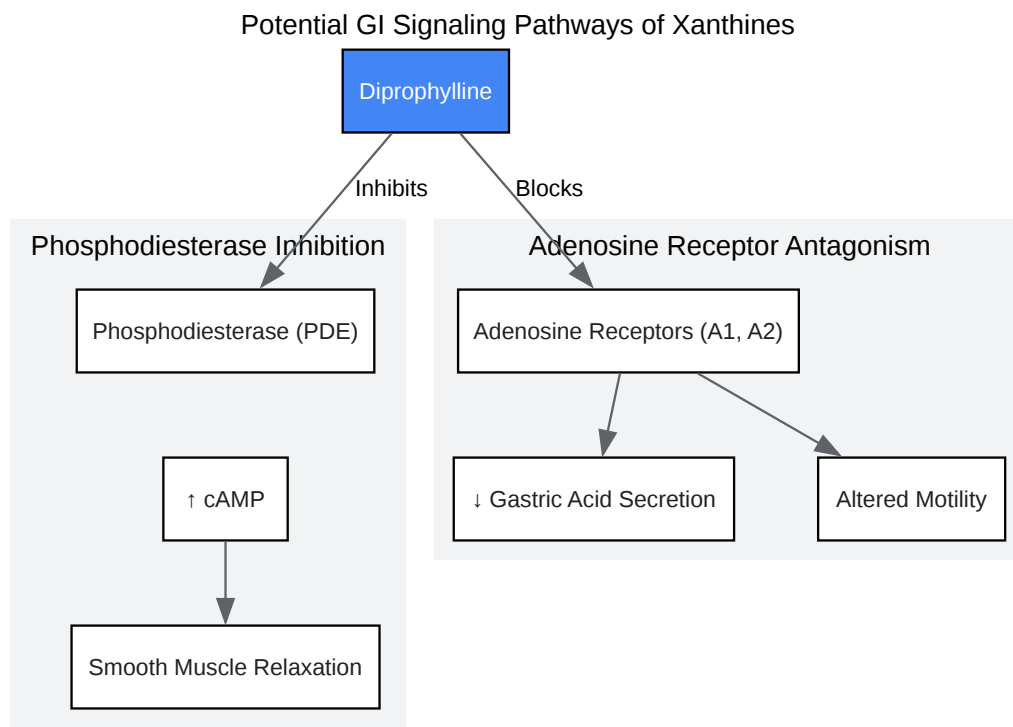 Potential GI Signaling Pathways of Xanthines
Diprophylline
Inhibits
Blocks
Phosphodiesterase Inhibition
Adenosine Receptor Antagonism
Phosphodiesterase (PDE)
Adenosine Receptors (A1, A2)
↑ cAMP
↓ Gastric Acid Secretion
Altered Motility
Smooth Muscle Relaxation